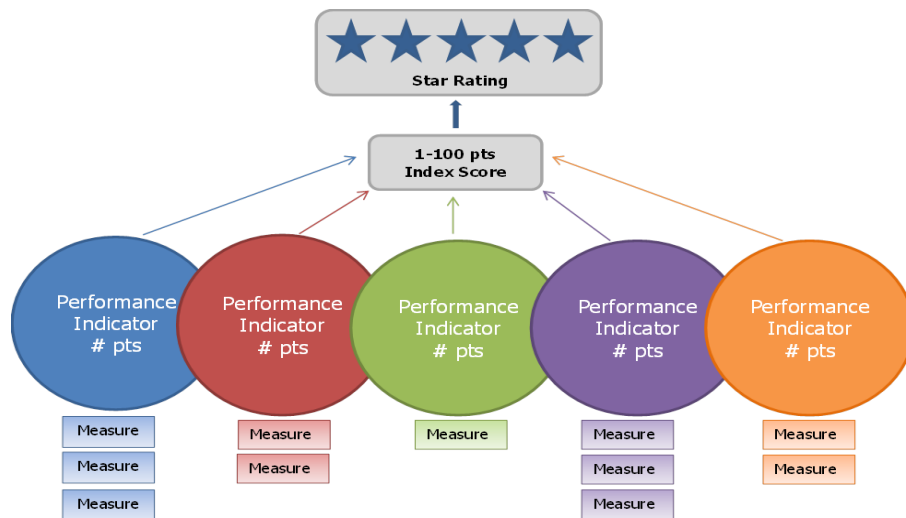 Star Rating
1-100 pts
Index Score
Performance
Indicator
# pts
Performance
Indicator
# pts
Performance
Indicator
# pts
Performance
Indicator
# pts
Performance
Indicator
# pts
Measure
Measure
Measure
Measure
Measure
Measure
Measure
Measure
Measure
Measure
Measure